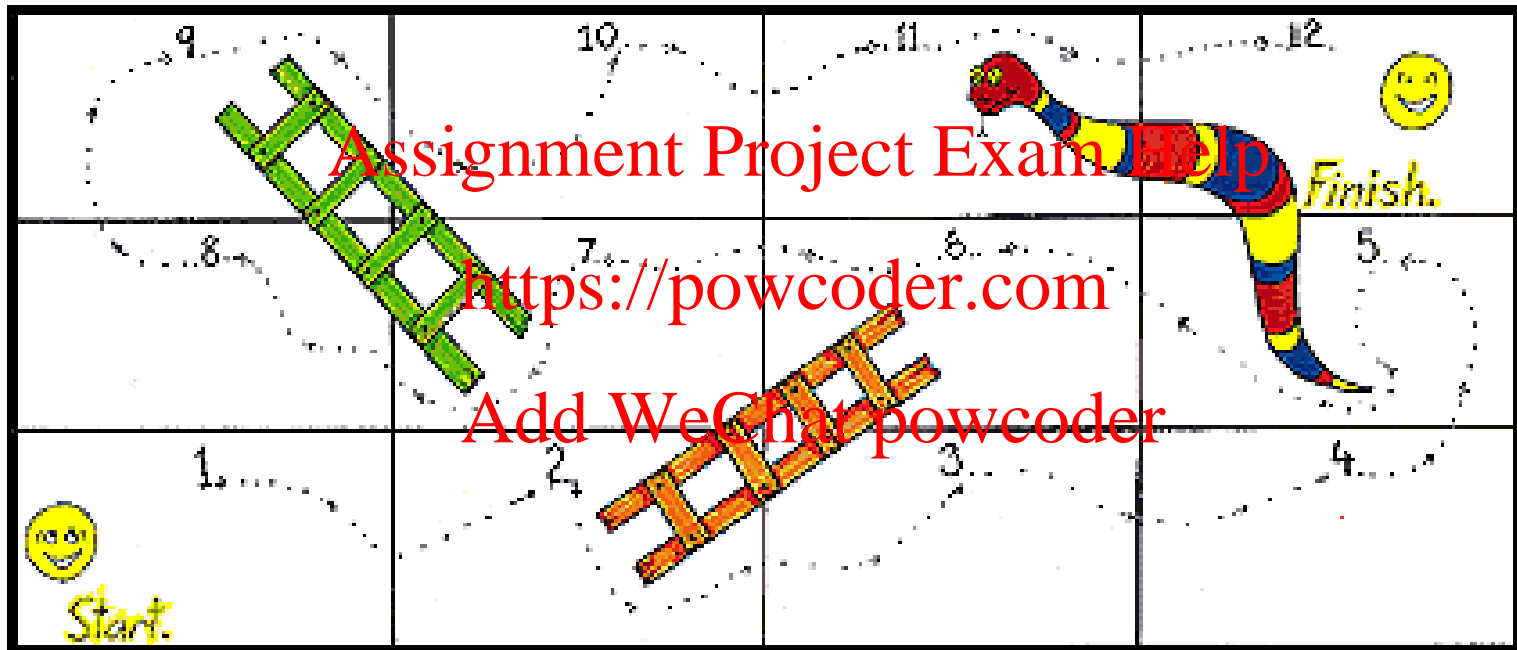 9 10 11 12
Assignment Project Exam Help
Finish.
8 7 6 5
https://powcoder.com
Add WeChat powcoder
1 2 3 4
Start.